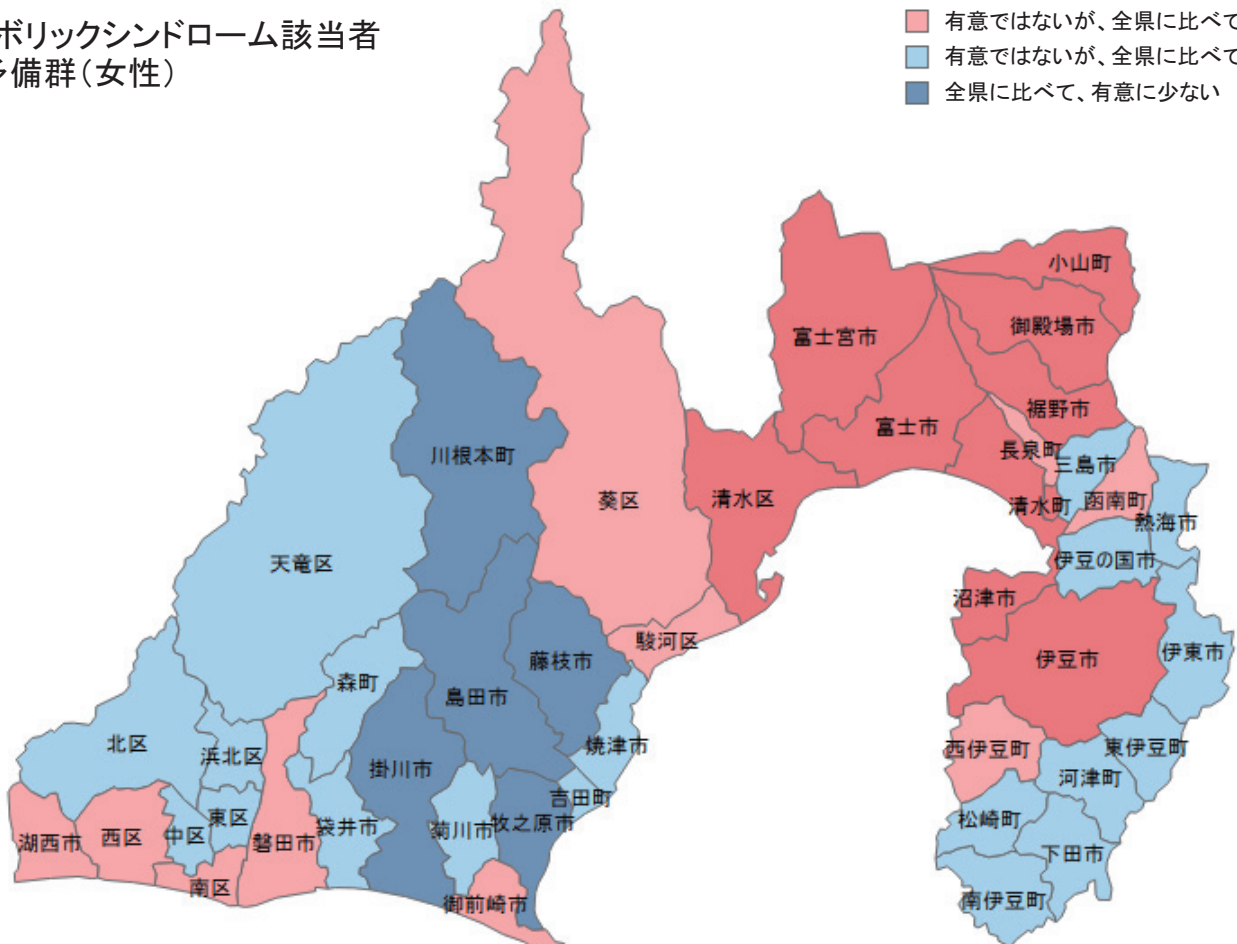 ボリックシンドローム該当者
予備群（女性）
有意ではないが、全県に比べて
有意ではないが、全県に比べて
全県に比べて、有意に少ない
小山町
御殿場市
富士宮市
裾野市
富士市
長泉町
三島市
川根本町
葵区
清水区
清水町
函南町
熱海市
天竜区
伊豆の国市
沼津市
駿河区
藤枝市
伊豆市
伊東市
森町
島田市
北区
浜北区
焼津市
西伊豆町
東伊豆町
掛川市
河津町
吉田町
湖西市
西区
中区
東区
磐田市
袋井市
菊川市
牧之原市
松崎町
下田市
南区
御前崎市
南伊豆町